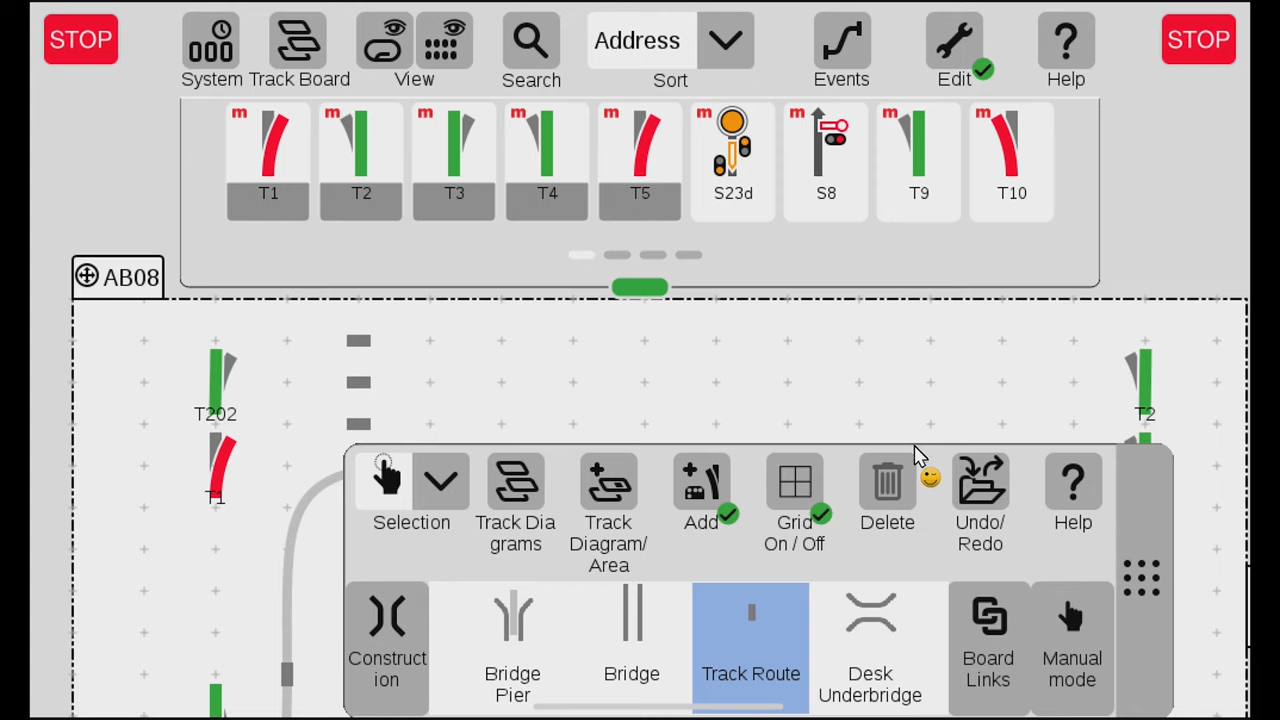 STOP
Address
STOP
System
Track Board
View
Search
Sort
Events
Edit
Help
m
m
m
m
m
m
m
m
m
T1
T2
T3
T4
T5
S23d
S8
T9
T10
AB08
T202
T2
T1
Selection
Track Dia
grams
Track
Diagram/
Area
Add
Grid
On / Off
Delete
Undo/
Redo
Help
Construct
ion
Bridge
Pier
Bridge
Track Route
Desk
Underbridge
Board
Links
Manual
mode